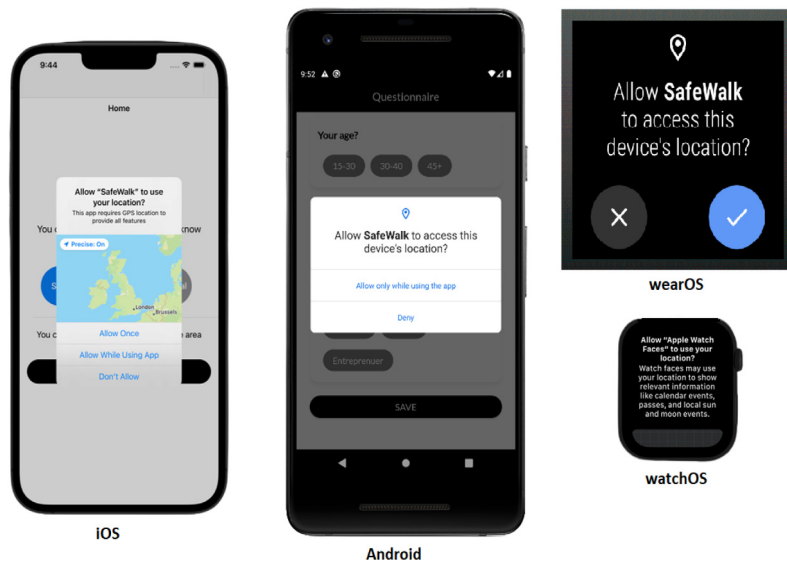 9:44
Home
Allow "SafeWalk" to use
your location?
This app requires GPS location to
provide all features
Precise: On
London
Brussels
Allow Once
Allow While Using App
Don't Allow
You c
know
S
al
You c
e area
iOS
9:52
Questionnaire
Your age?
15-30 30-40 45+
Allow SafeWalk to access this
device's location?
Allow only while using the app
Deny
Entreprenuer
SAVE
Android
Allow SafeWalk
to access this
device's location?
wearOS
Allow "Apple Watch
Faces" to use your
location?
Watch faces may use
your location to show
relevant information
like calendar events,
passes, and local sun
and moon events.
watchOS